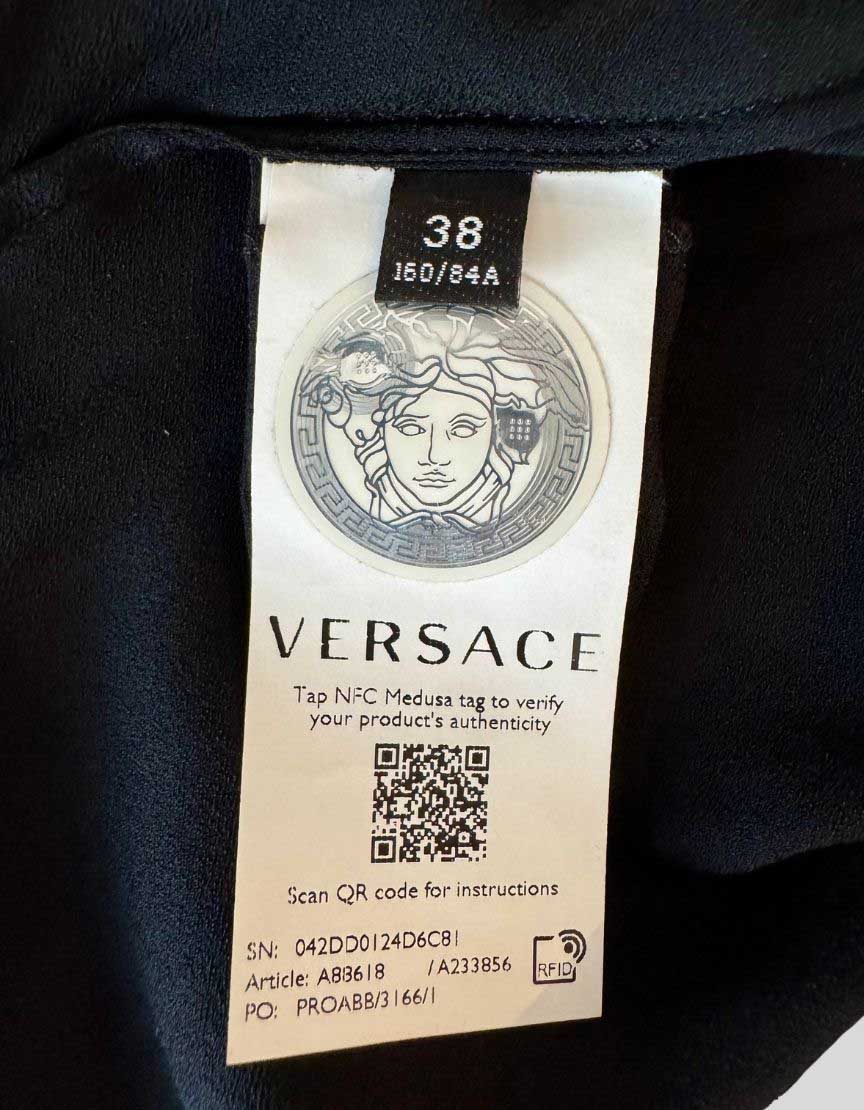 38
160/84A
VERSACE
Tap NFC Medusa tag to verify
your product's authenticity
Scan QR code for instructions
SN: 042DD0124D6C81
Article: A88618 /A233856
PO: PROABB/3166/1
RFID